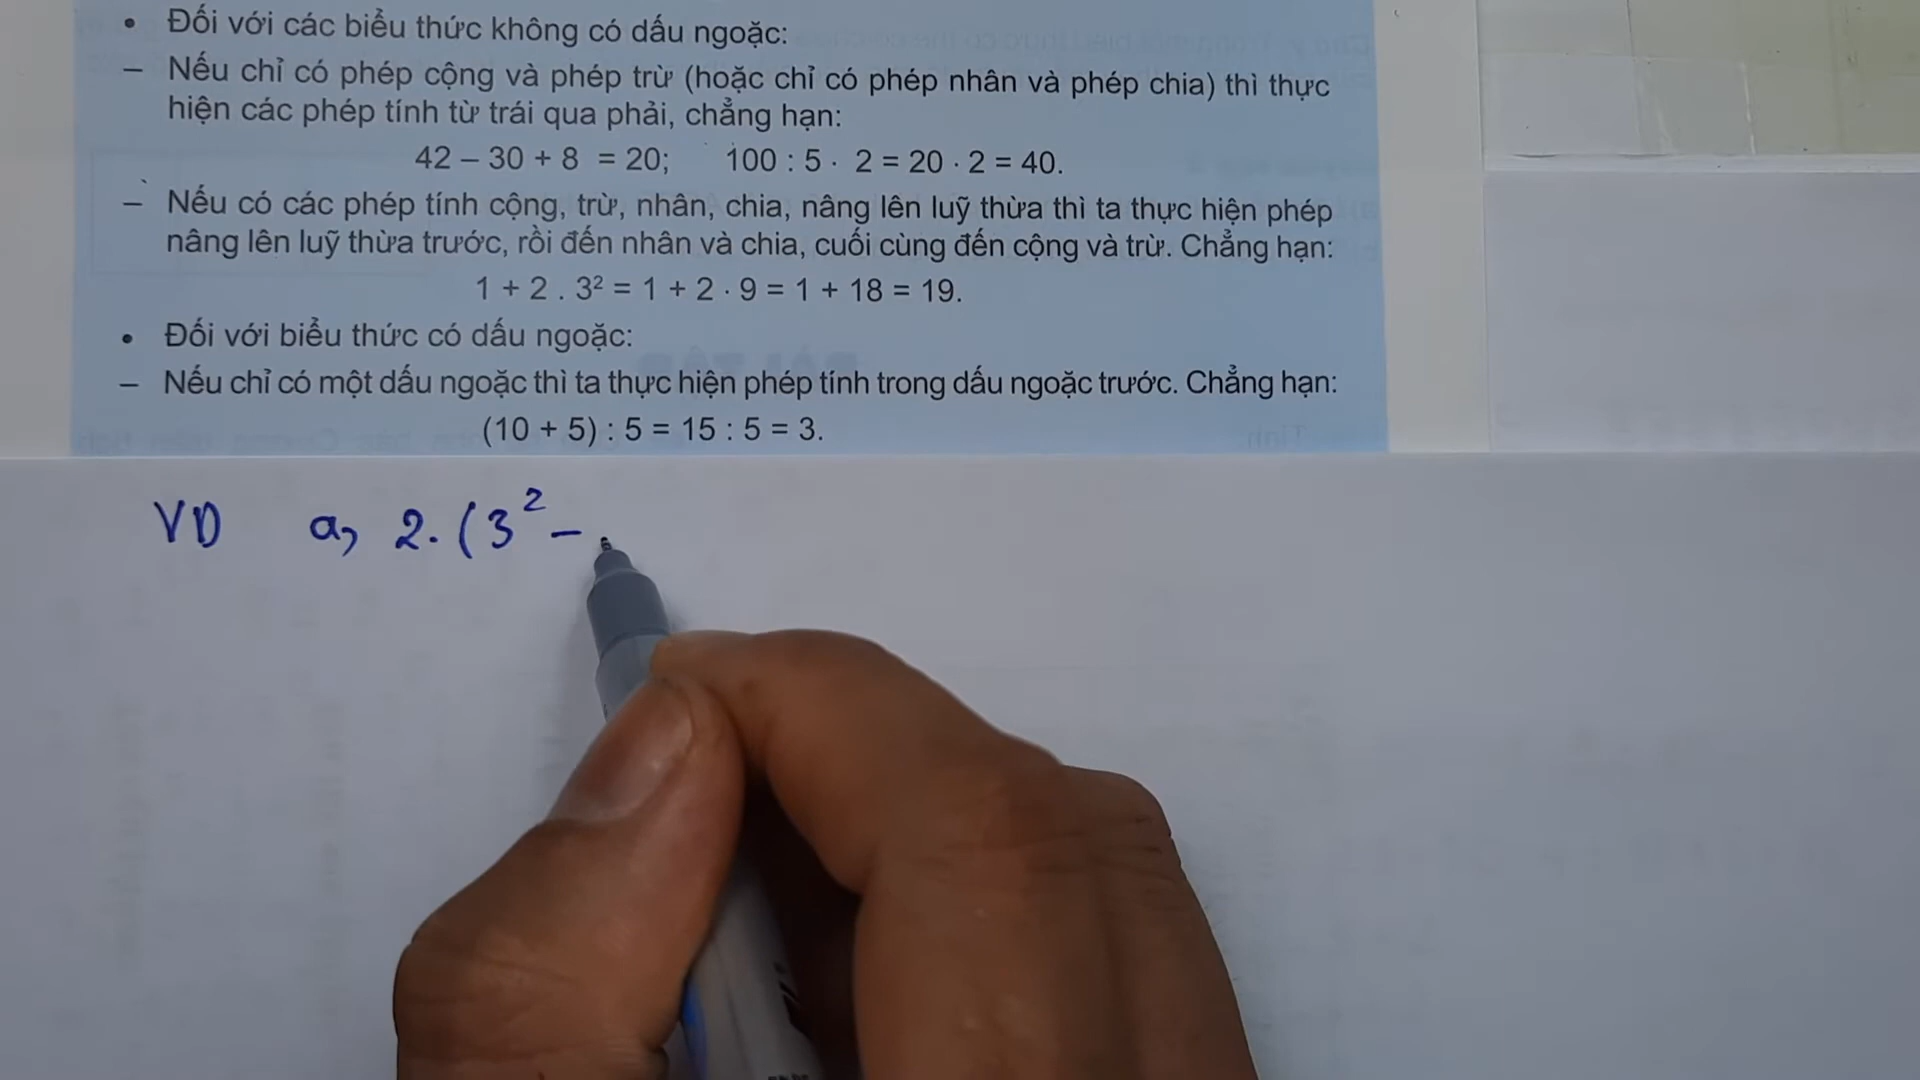 • Đối với các biểu thức không có dấu ngoặc:
– Nếu chỉ có phép cộng và phép trừ (hoặc chỉ có phép nhân và phép chia) thì thực
hiện các phép tính từ trái qua phải, chẳng hạn:
42 – 30 + 8 = 20; 100 : 5 · 2 = 20 · 2 = 40.
– Nếu có các phép tính cộng, trừ, nhân, chia, nâng lên luỹ thừa thì ta thực hiện phép
nâng lên luỹ thừa trước, rồi đến nhân và chia, cuối cùng đến cộng và trừ. Chẳng hạn:
1 + 2 . 3² = 1 + 2 · 9 = 1 + 18 = 19.
• Đối với biểu thức có dấu ngoặc:
– Nếu chỉ có một dấu ngoặc thì ta thực hiện phép tính trong dấu ngoặc trước. Chẳng hạn:
(10 + 5) : 5 = 15 : 5 = 3.
VD a, 2. (3² –